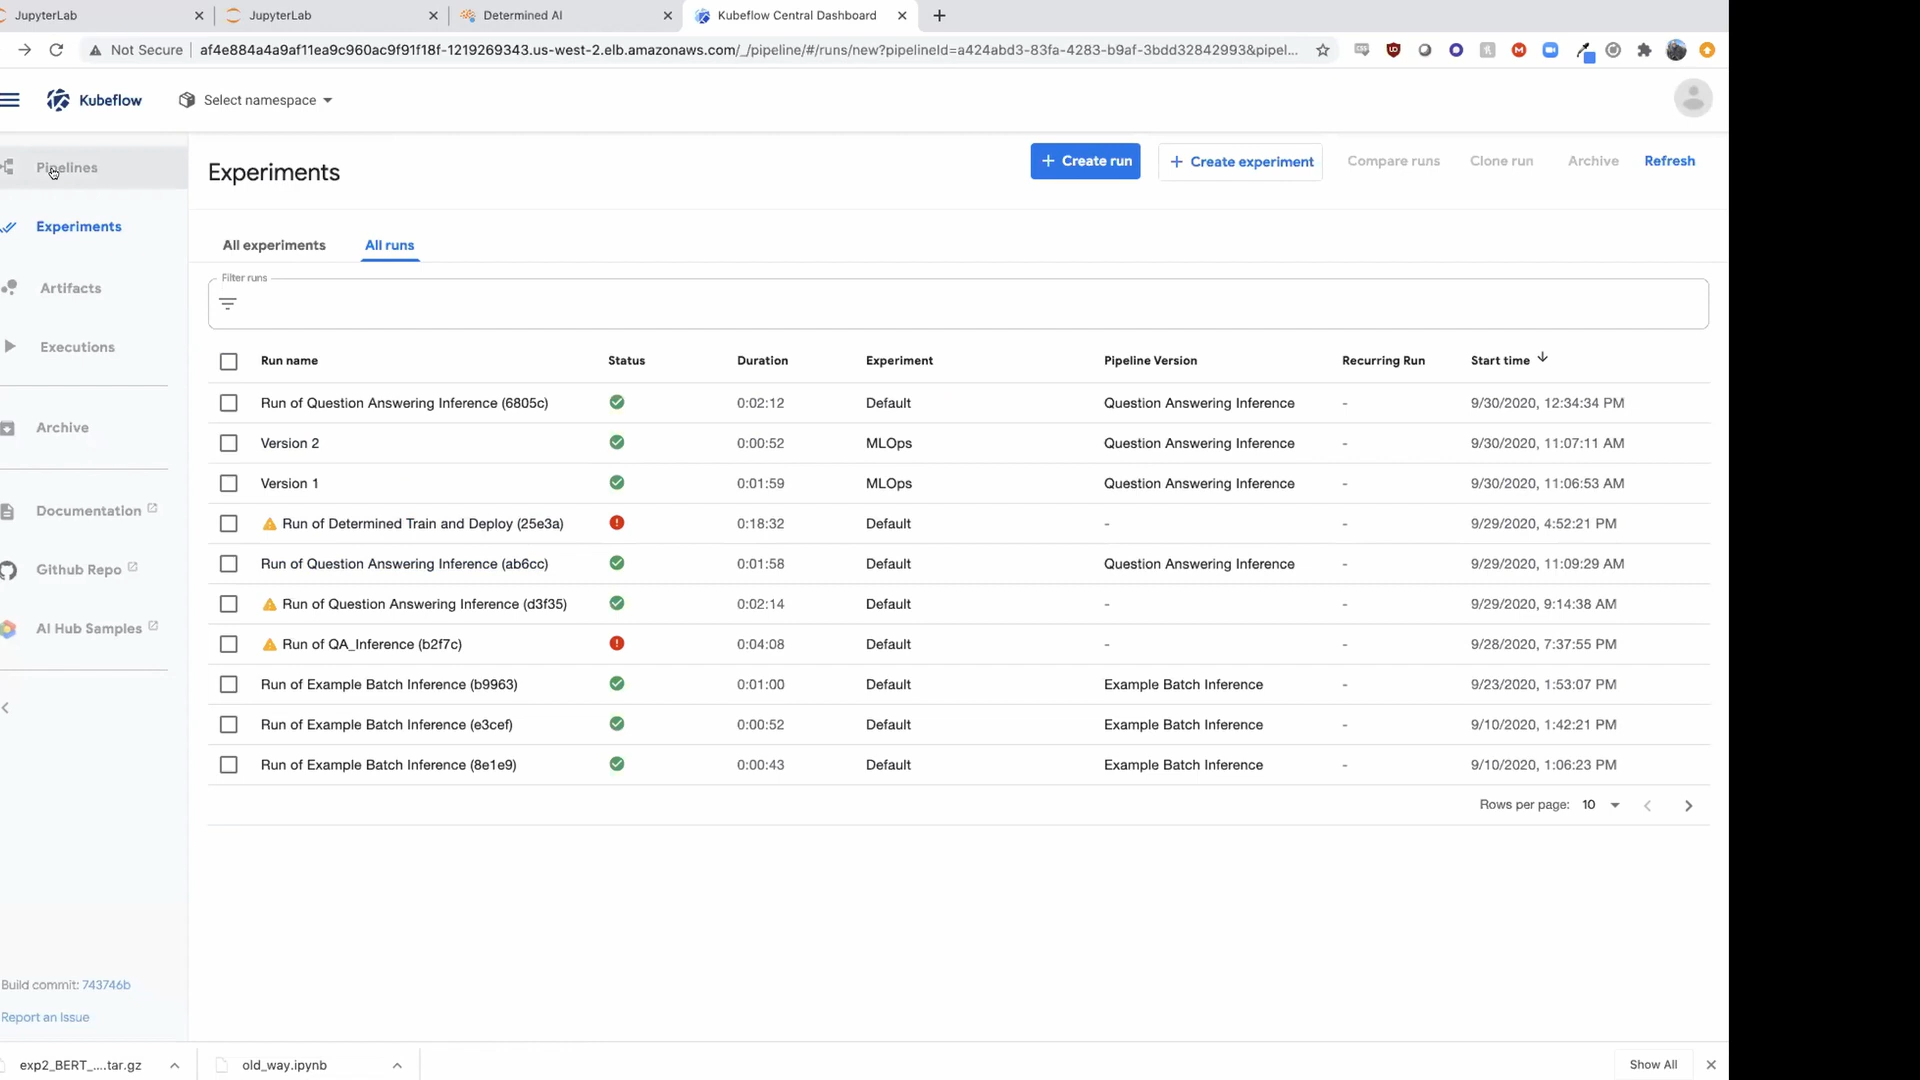 JupyterLab
JupyterLab
Determined AI
Kubeflow Central Dashboard
Not Secure
af4e884a4a9af11ea9c960ac9f91f18f-1219269343.us-west-2.elb.amazonaws.com/_/pipeline/#/runs/new?pipelineId=a424abd3-83fa-4283-b9af-3bdd32842993&pipel...
Kubeflow
Select namespace
Pipelines
Experiments
Artifacts
Executions
Archive
Documentation
Github Repo
AI Hub Samples
Build commit: 743746b
Report an Issue
Experiments
+ Create run
+ Create experiment
Compare runs
Clone run
Archive
Refresh
All experiments
All runs
Filter runs
Run name Status Duration Experiment Pipeline Version Recurring Run Start time
Run of Question Answering Inference (6805c) 0:02:12 Default Question Answering Inference - 9/30/2020, 12:34:34 PM
Version 2 0:00:52 MLOps Question Answering Inference - 9/30/2020, 11:07:11 AM
Version 1 0:01:59 MLOps Question Answering Inference - 9/30/2020, 11:06:53 AM
Run of Determined Train and Deploy (25e3a) 0:18:32 Default - - 9/29/2020, 4:52:21 PM
Run of Question Answering Inference (ab6cc) 0:01:58 Default Question Answering Inference - 9/29/2020, 11:09:29 AM
Run of Question Answering Inference (d3f35) 0:02:14 Default - - 9/29/2020, 9:14:38 AM
Run of QA_Inference (b2f7c) 0:04:08 Default - - 9/28/2020, 7:37:55 PM
Run of Example Batch Inference (b9963) 0:01:00 Default Example Batch Inference - 9/23/2020, 1:53:07 PM
Run of Example Batch Inference (e3cef) 0:00:52 Default Example Batch Inference - 9/10/2020, 1:42:21 PM
Run of Example Batch Inference (8e1e9) 0:00:43 Default Example Batch Inference - 9/10/2020, 1:06:23 PM
Rows per page: 10
exp2_BERT_....tar.gz
old_way.ipynb
Show All